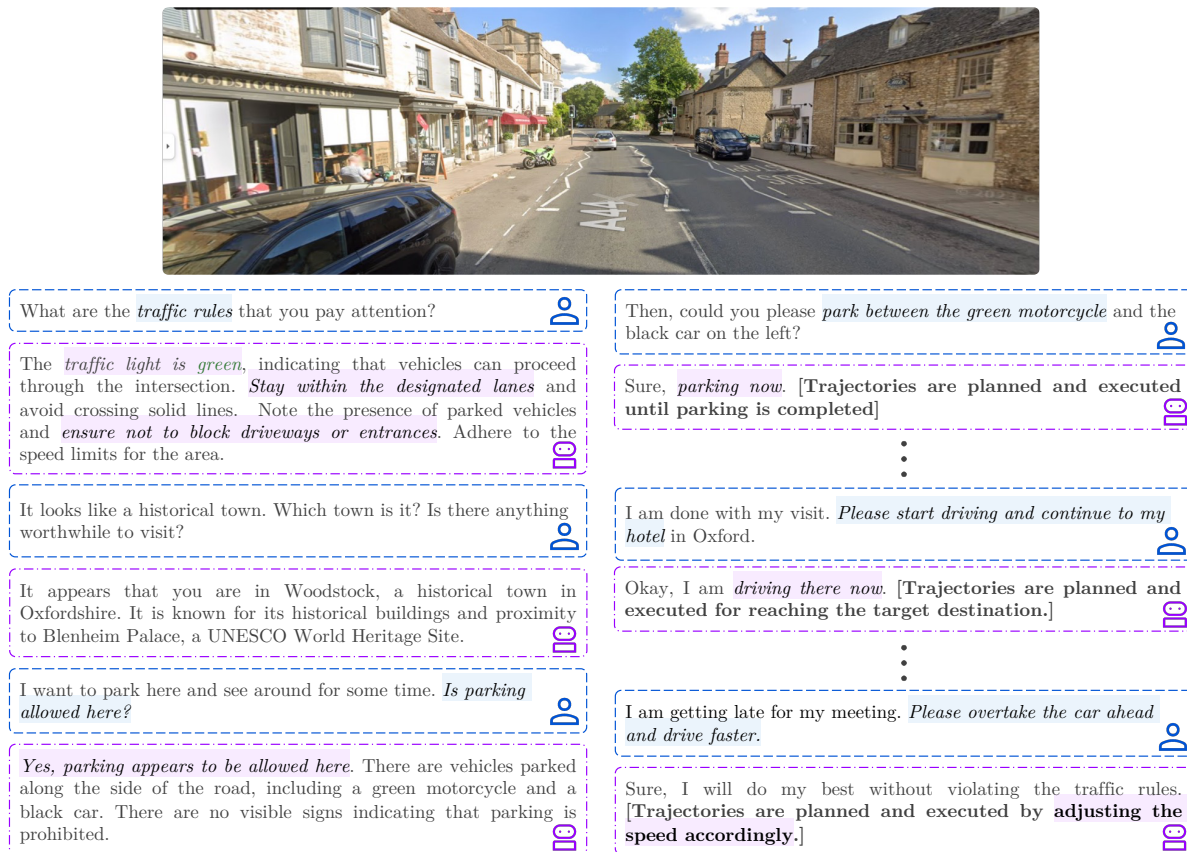 WOODSTOCK
A44
What are the traffic rules that you pay attention?
The traffic light is green, indicating that vehicles can proceed
through the intersection. Stay within the designated lanes and
avoid crossing solid lines. Note the presence of parked vehicles
and ensure not to block driveways or entrances. Adhere to the
speed limits for the area.
It looks like a historical town. Which town is it? Is there anything
worthwhile to visit?
It appears that you are in Woodstock, a historical town in
Oxfordshire. It is known for its historical buildings and proximity
to Blenheim Palace, a UNESCO World Heritage Site.
I want to park here and see around for some time. Is parking
allowed here?
Yes, parking appears to be allowed here. There are vehicles parked
along the side of the road, including a green motorcycle and a
black car. There are no visible signs indicating that parking is
prohibited.
Then, could you please park between the green motorcycle and the
black car on the left?
Sure, parking now. [Trajectories are planned and executed
until parking is completed]
I am done with my visit. Please start driving and continue to my
hotel in Oxford.
Okay, I am driving there now. [Trajectories are planned and
executed for reaching the target destination.]
I am getting late for my meeting. Please overtake the car ahead
and drive faster.
Sure, I will do my best without violating the traffic rules.
[Trajectories are planned and executed by adjusting the
speed accordingly.]